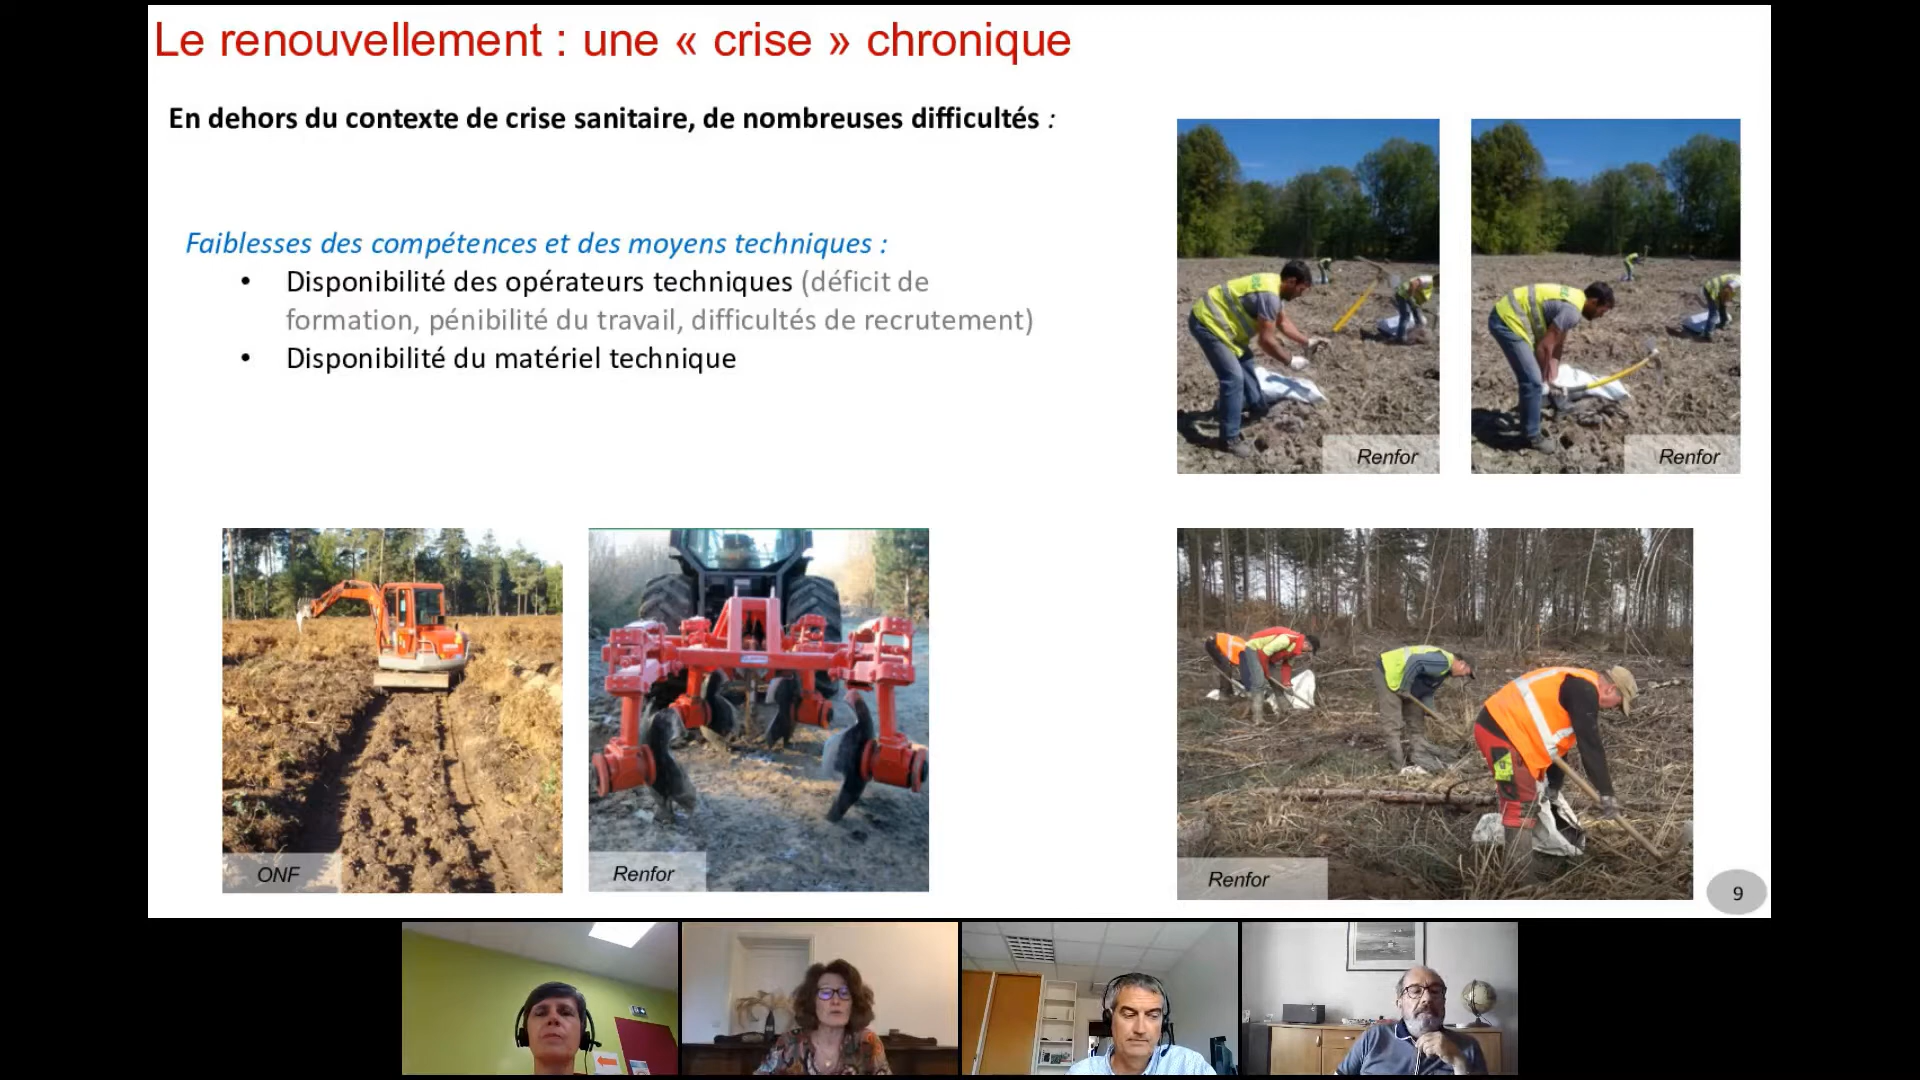 Le renouvellement : une « crise » chronique
En dehors du contexte de crise sanitaire, de nombreuses difficultés :
Faiblesses des compétences et des moyens techniques :
• Disponibilité des opérateurs techniques (déficit de
formation, pénibilité du travail, difficultés de recrutement)
• Disponibilité du matériel technique
Renfor
Renfor
ONF
Renfor
Renfor
9